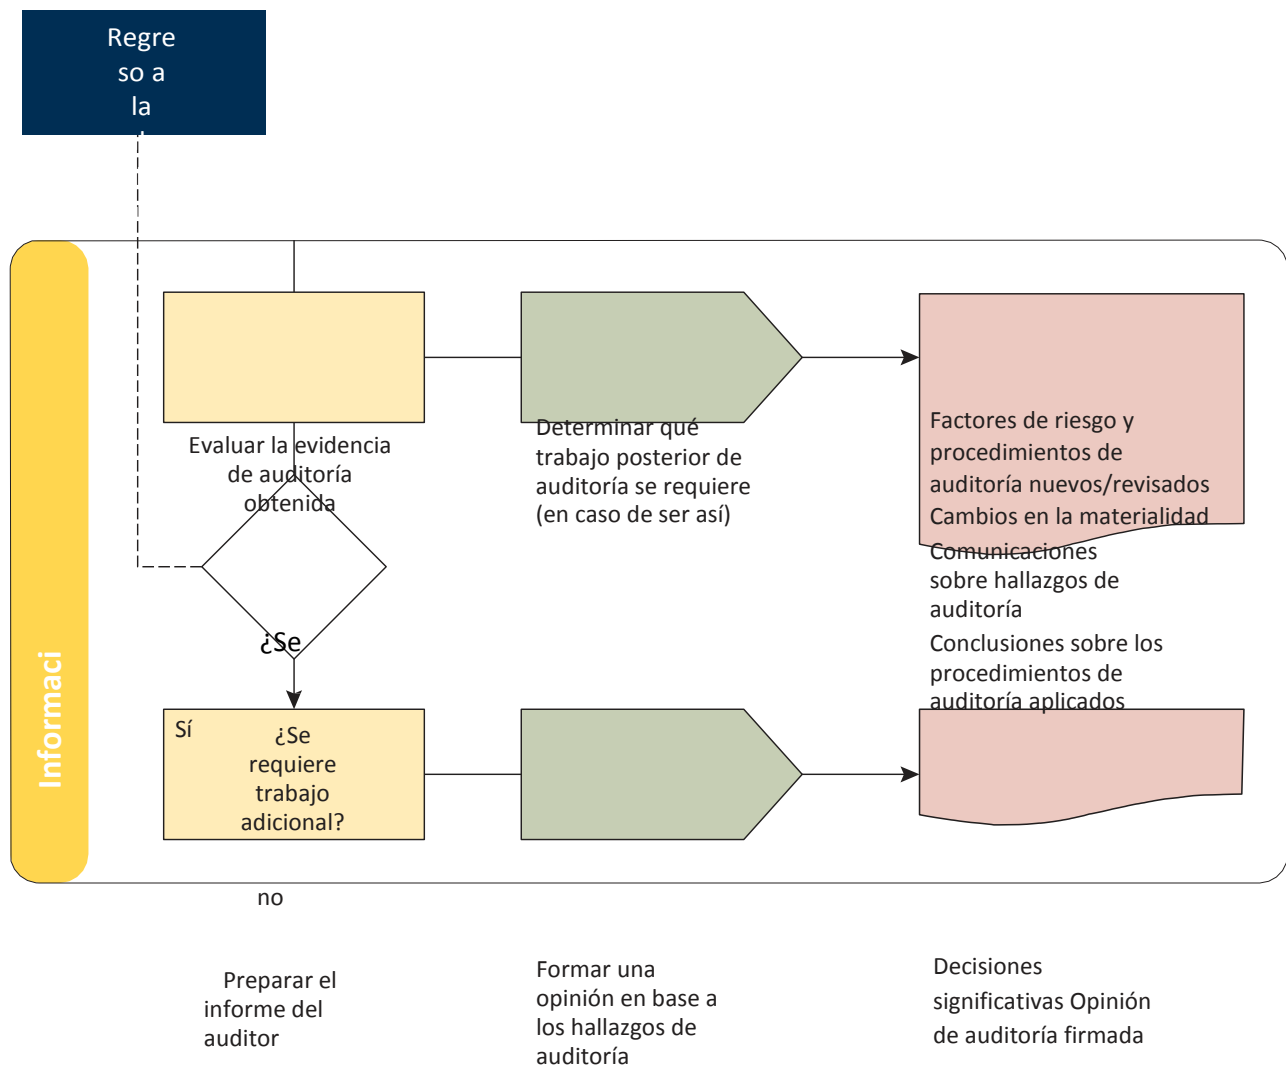 Regre
so a
la
Informaci
Evaluar la evidencia
de auditoría
obtenida
Determinar qué
trabajo posterior de
auditoría se requiere
(en caso de ser así)
Factores de riesgo y
procedimientos de
auditoría nuevos/revisados
Cambios en la materialidad
Comunicaciones
sobre hallazgos de
auditoría
Conclusiones sobre los
procedimientos de
auditoría aplicados
¿Se
Sí
¿Se
requiere
trabajo
adicional?
no
Preparar el
informe del
auditor
Formar una
opinión en base a
los hallazgos de
auditoría
Decisiones
significativas Opinión
de auditoría firmada